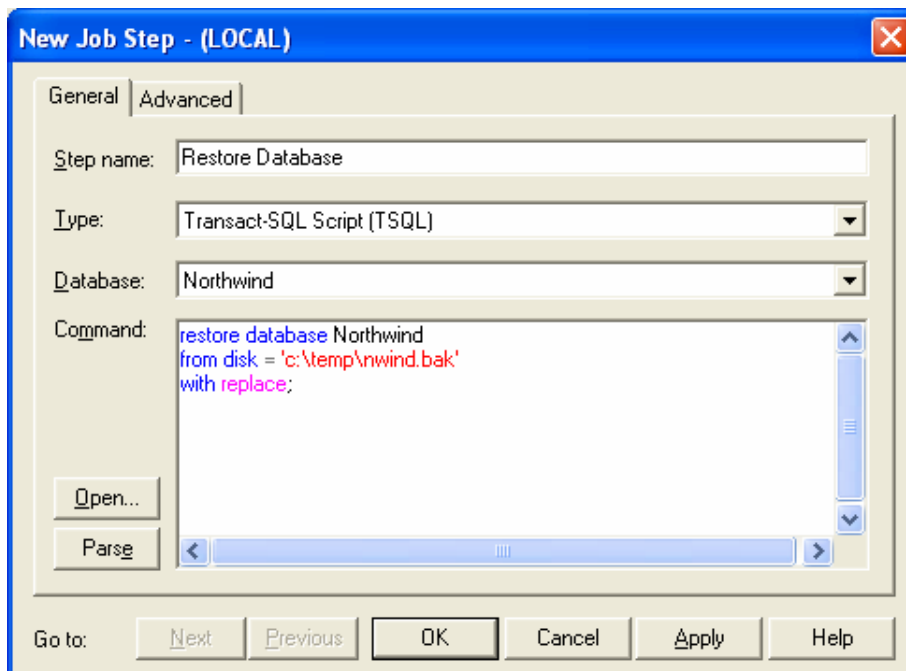 New Job Step - (LOCAL)
General Advanced
Step name: Restore Database
Type: Transact-SQL Script (TSQL)
Database: Northwind
Command: restore database Northwind
from disk = 'c:\temp\nwind.bak'
with replace;
Open...
Parse
Go to: Next Previous OK Cancel Apply Help